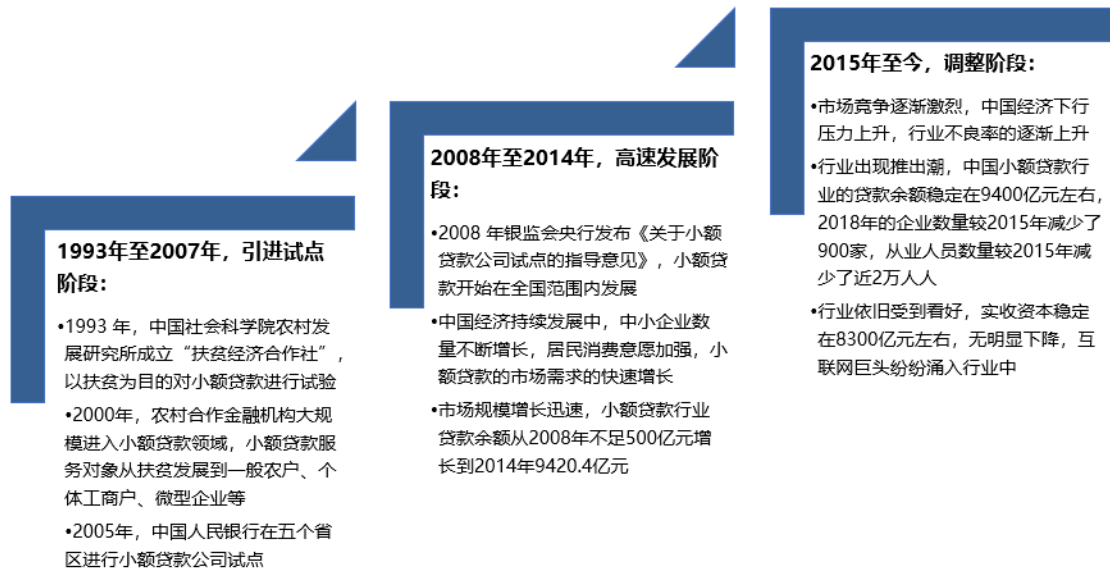 1993年至2007年，引进试点
阶段：
•1993 年，中国社会科学院农村发
展研究所成立“扶贫经济合作社”，
以扶贫为目的对小额贷款进行试验
•2000年，农村合作金融机构大规
模进入小额贷款领域，小额贷款服
务对象从扶贫发展到一般农户、个
体工商户、微型企业等
•2005年，中国人民银行在五个省
区进行小额贷款公司试点
2008年至2014年，高速发展阶
段：
•2008 年银监会央行发布《关于小额
贷款公司试点的指导意见》，小额贷
款开始在全国范围内发展
•中国经济持续发展中，中小企业数
量不断增长，居民消费意愿加强，小
额贷款的市场需求的快速增长
•市场规模增长迅速，小额贷款行业
贷款余额从2008年不足500亿元增
长到2014年9420.4亿元
2015年至今，调整阶段：
•市场竞争逐渐激烈，中国经济下行
压力上升，行业不良率的逐渐上升
•行业出现推出潮，中国小额贷款行
业的贷款余额稳定在9400亿元左右，
2018年的企业数量较2015年减少了
900家，从业人员数量较2015年减
少了近2万人人
•行业依旧受到看好，实收资本稳定
在8300亿元左右，无明显下降，互
联网巨头纷纷涌入行业中